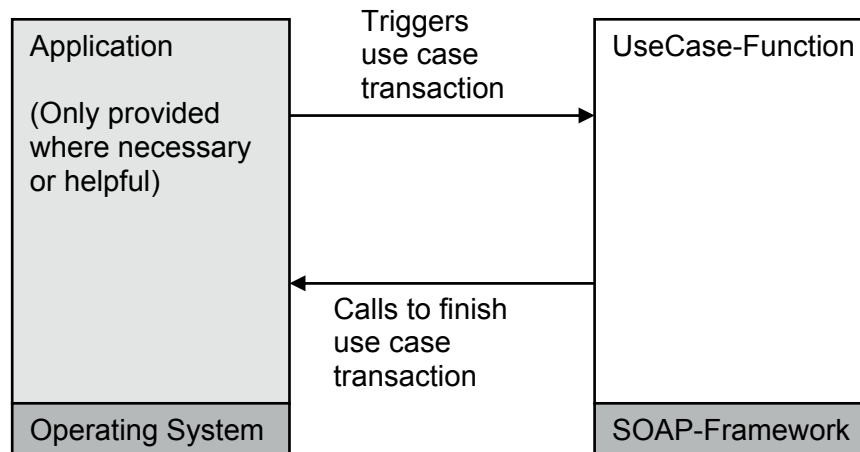 Application
(Only provided
where necessary
or helpful)
Operating System
Triggers
use case
transaction
Calls to finish
use case
transaction
UseCase-Function
SOAP-Framework